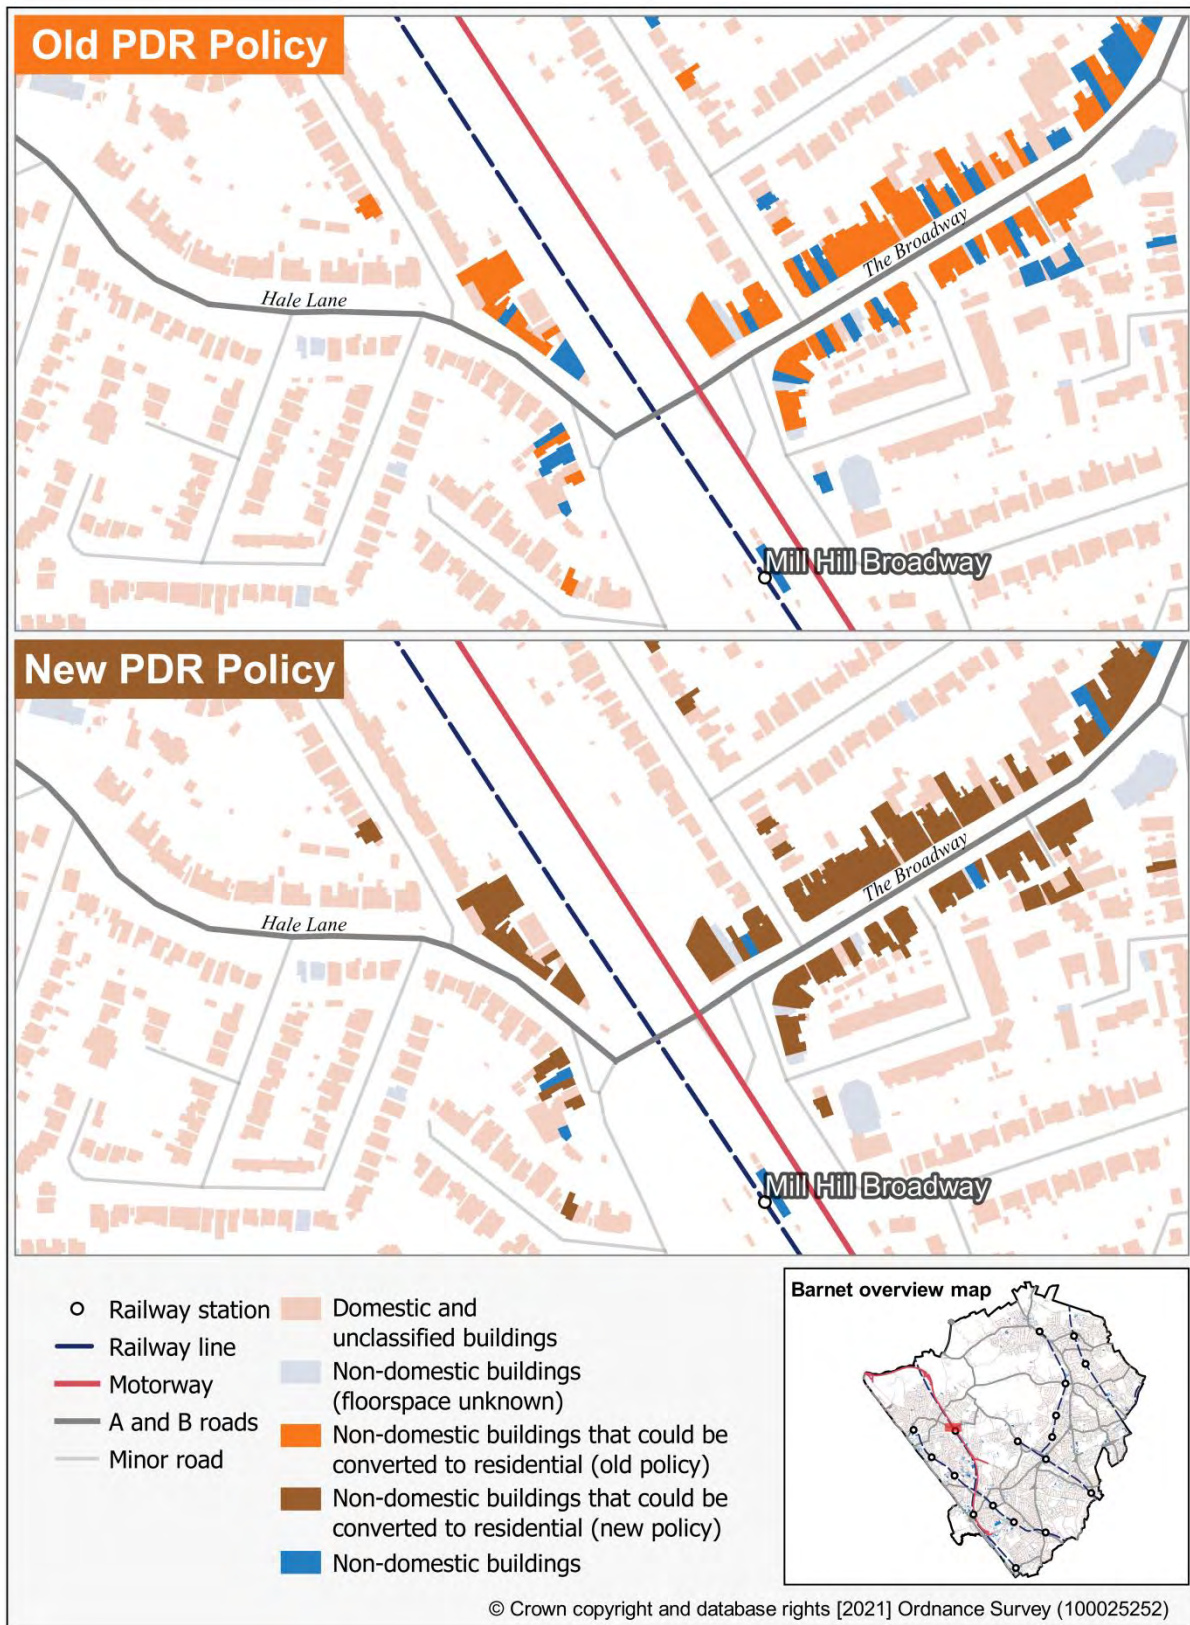 Old PDR Policy
The Broadway
Hale Lane
Mill Hill Broadway
New PDR Policy
The Broadway
Hale Lane
Mill Hill Broadway
Railway station
Railway line
Motorway
A and B roads
Minor road
Domestic and
unclassified buildings
Non-domestic buildings
(floorspace unknown)
Non-domestic buildings that could be
converted to residential (old policy)
Non-domestic buildings that could be
converted to residential (new policy)
Non-domestic buildings
Barnet overview map
© Crown copyright and database rights [2021] Ordnance Survey (100025252)